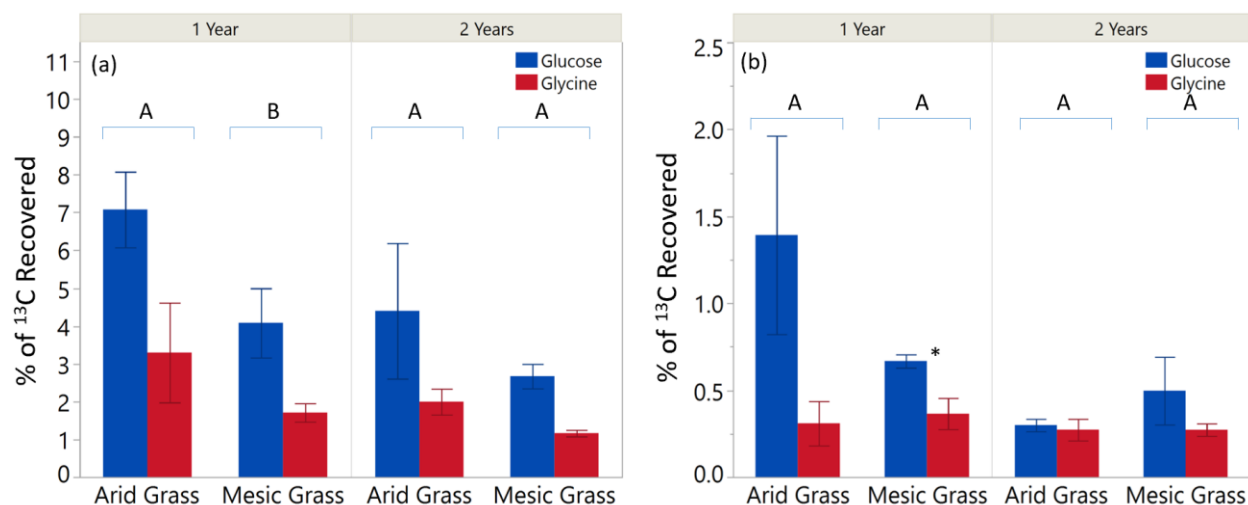 1 Year 2 Years
(a)
Glucose
Glycine
A B A A
11
10
9
8
7
6
5
4
3
2
1
0
% of ¹³C Recovered
Arid Grass Mesic Grass Arid Grass Mesic Grass
1 Year 2 Years
(b)
Glucose
Glycine
A A A A
2.5
2.0
1.5
1.0
0.5
0.0
*
% of ¹³C Recovered
Arid Grass Mesic Grass Arid Grass Mesic Grass